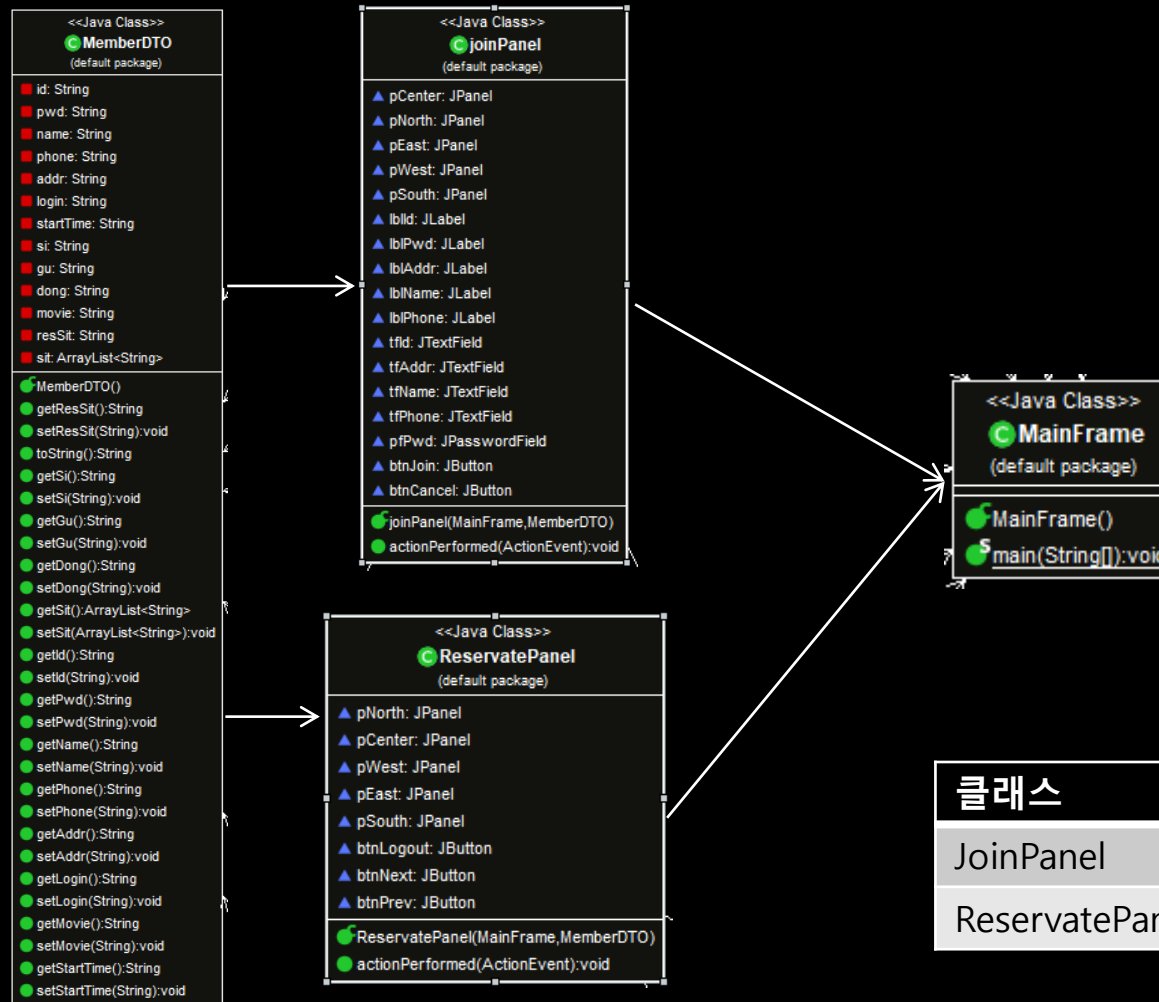 <<Java Class>>
MemberDTO
(default package)
id: String
pwd: String
name: String
phone: String
addr: String
login: String
startTime: String
si: String
gu: String
dong: String
movie: String
resSit: String
sit: ArrayList<String>
MemberDTO()
getResSit():String
setResSit(String):void
toString():String
getSi():String
setSi(String):void
getGu():String
setGu(String):void
getDong():String
setDong(String):void
getSit():ArrayList<String>
setSit(ArrayList<String>):void
getId():String
setId(String):void
getPwd():String
setPwd(String):void
getName():String
setName(String):void
getPhone():String
setPhone(String):void
getAddr():String
setAddr(String):void
getLogin():String
setLogin(String):void
getMovie():String
setMovie(String):void
getStartTime():String
setStartTime(String):void
<<Java Class>>
joinPanel
(default package)
pCenter: JPanel
pNorth: JPanel
pEast: JPanel
pWest: JPanel
pSouth: JPanel
lblId: JLabel
lblPwd: JLabel
lblAddr: JLabel
lblName: JLabel
lblPhone: JLabel
tfId: JTextField
tfAddr: JTextField
tfName: JTextField
tfPhone: JTextField
pfPwd: JPasswordField
btnJoin: JButton
btnCancel: JButton
joinPanel(MainFrame,MemberDTO)
actionPerformed(ActionEvent):void
<<Java Class>>
ReservatePanel
(default package)
pNorth: JPanel
pCenter: JPanel
pWest: JPanel
pEast: JPanel
pSouth: JPanel
btnLogout: JButton
btnNext: JButton
btnPrev: JButton
ReservatePanel(MainFrame,MemberDTO)
actionPerformed(ActionEvent):void
<<Java Class>>
MainFrame
(default package)
MainFrame()
main(String[]):void
클래스
JoinPanel
ReservatePan